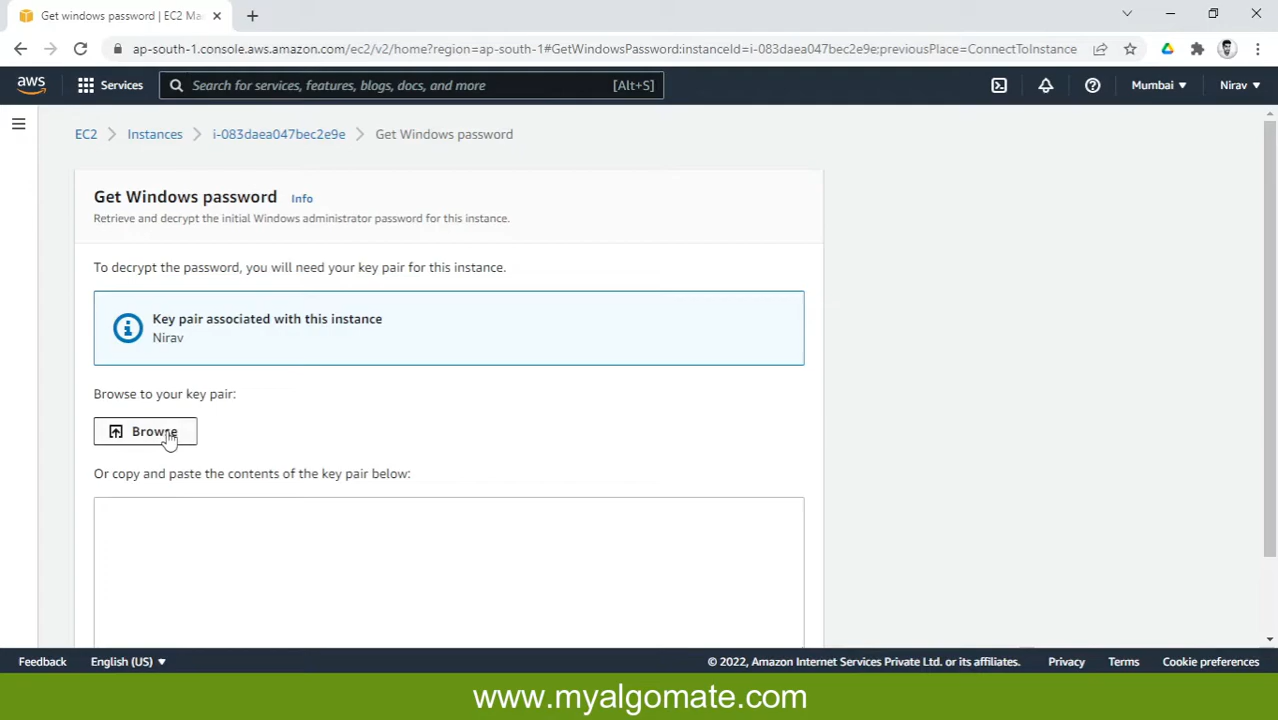 Get windows password | EC2 Ma
ap-south-1.console.aws.amazon.com/ec2/v2/home?region=ap-south-1#GetWindowsPassword:instanceId=i-083daea047bec2e9e;previousPlace=ConnectToInstance
aws
Services
Search for services, features, blogs, docs, and more
[Alt+S]
Mumbai
Nirav
EC2 > Instances > i-083daea047bec2e9e > Get Windows password
Get Windows password Info
Retrieve and decrypt the initial Windows administrator password for this instance.
To decrypt the password, you will need your key pair for this instance.
Key pair associated with this instance
Nirav
Browse to your key pair:
Browse
Or copy and paste the contents of the key pair below:
Feedback
English (US)
© 2022, Amazon Internet Services Private Ltd. or its affiliates.
Privacy
Terms
Cookie preferences
www.myalgomate.com